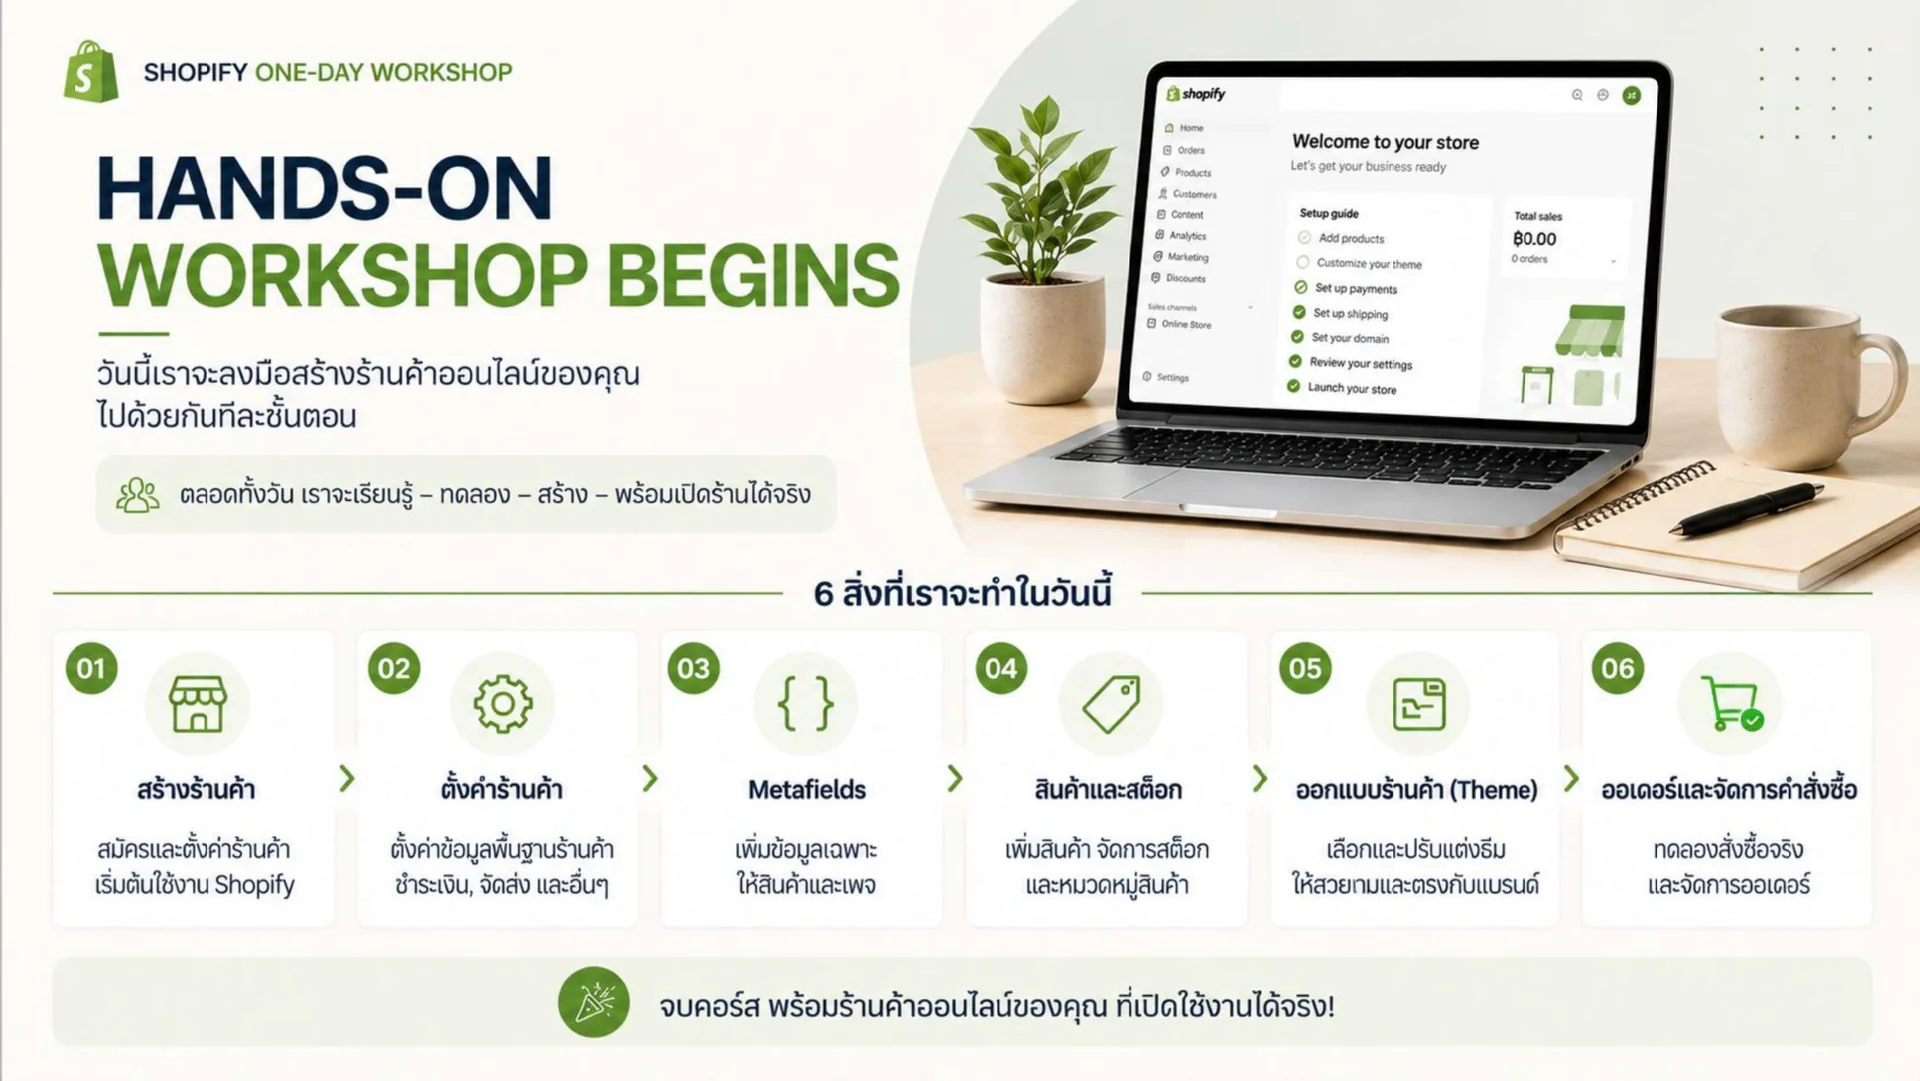 SHOPIFY ONE-DAY WORKSHOP
HANDS-ON
WORKSHOP BEGINS
วันนี้เราจะลงมือสร้างร้านค้าออนไลน์ของคุณ
ไปด้วยกันทีละขั้นตอน
ตลอดทั้งวัน เราจะเรียนรู้ – ทดลอง – สร้าง – พร้อมเปิดร้านได้จริง
shopify
Home
Orders
Products
Customers
Content
Analytics
Marketing
Discounts
Sales channels
Online Store
Settings
Welcome to your store
Let's get your business ready
Setup guide
Add products
Customize your theme
Set up payments
Set up shipping
Set your domain
Review your settings
Launch your store
Total sales
฿0.00
0 orders
6 สิ่งที่เราจะทำในวันนี้
01
สร้างร้านค้า
สมัครและตั้งค่าร้านค้า
เริ่มต้นใช้งาน Shopify
02
ตั้งคำร้านค้า
ตั้งค่าข้อมูลพื้นฐานร้านค้า
ชำระเงิน, จัดส่ง และอื่นๆ
03
Metafields
เพิ่มข้อมูลเฉพาะ
ให้สินค้าและเพจ
04
สินค้าและสต็อก
เพิ่มสินค้า จัดการสต็อก
และหมวดหมู่สินค้า
05
ออกแบบร้านค้า (Theme)
เลือกและปรับแต่งธีม
ให้สวยงามและตรงกับแบรนด์
06
ออเดอร์และจัดการคำสั่งซื้อ
ทดลองสั่งซื้อจริง
และจัดการออเดอร์
จบคอร์ส พร้อมร้านค้าออนไลน์ของคุณ ที่เปิดใช้งานได้จริง!